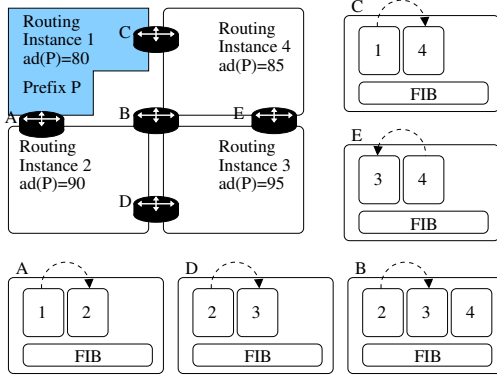 Routing
Instance 1
ad(P)=80
Prefix P
C
Routing
Instance 4
ad(P)=85
A
B
E
Routing
Instance 2
ad(P)=90
Routing
Instance 3
ad(P)=95
D
C
1 4
FIB
E
3 4
FIB
A
1 2
FIB
D
2 3
FIB
B
2 3 4
FIB